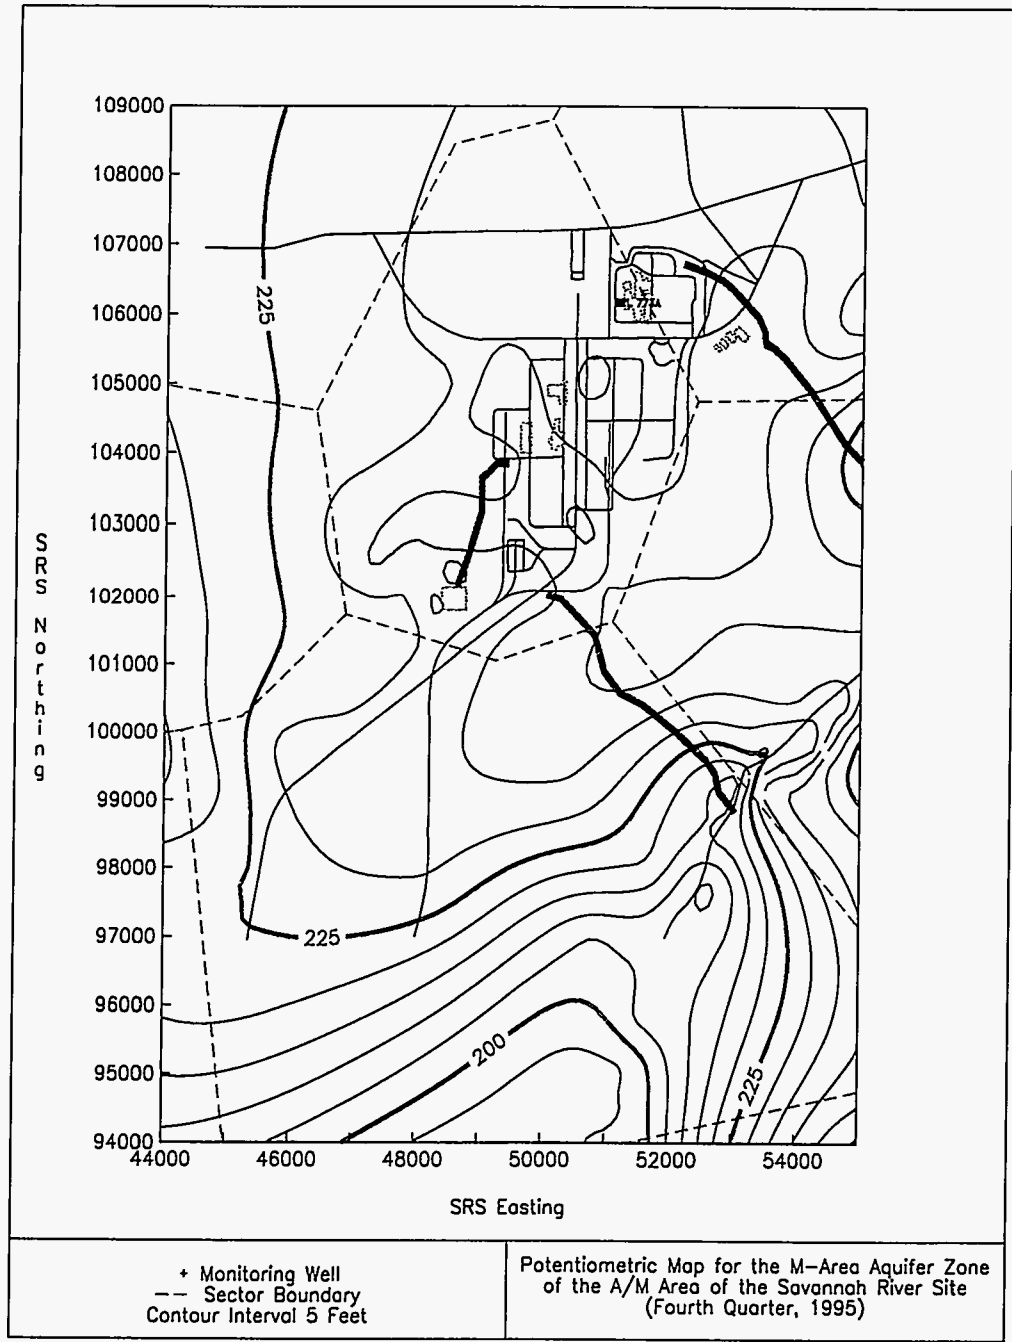 109000
108000
107000
106000
105000
104000
103000
102000
101000
100000
99000
98000
97000
96000
95000
94000
SRS Northing
225
225
200
225
44000 46000 48000 50000 52000 54000
SRS Easting
+ Monitoring Well
-- Sector Boundary
Contour Interval 5 Feet
Potentiometric Map for the M-Area Aquifer Zone
of the A/M Area of the Savannah River Site
(Fourth Quarter, 1995)